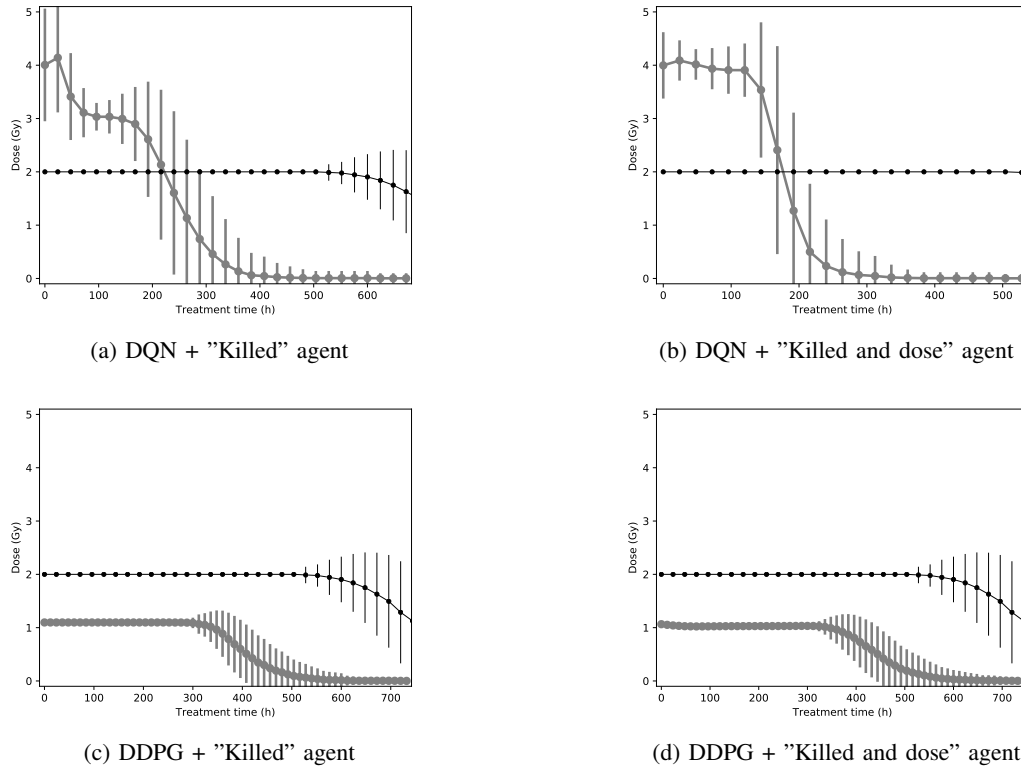 5
4
3
2
1
0
Dose (Gy)
0 100 200 300 400 500 600
Treatment time (h)
(a) DQN + ”Killed” agent
5
4
3
2
1
0
Dose (Gy)
0 100 200 300 400 500
Treatment time (h)
(b) DQN + ”Killed and dose” agent
5
4
3
2
1
0
Dose (Gy)
0 100 200 300 400 500 600 700
Treatment time (h)
(c) DDPG + ”Killed” agent
5
4
3
2
1
0
Dose (Gy)
0 100 200 300 400 500 600 700
Treatment time (h)
(d) DDPG + ”Killed and dose” agent